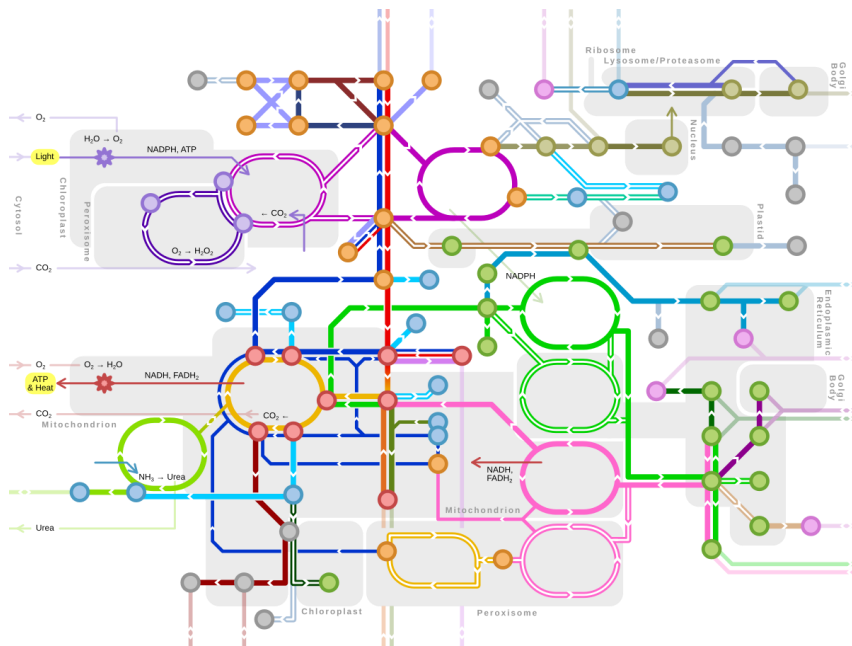 Ribosome
Lysosome/Proteasome
Golgi
Body
O₂
H₂O → O₂
Light
NADPH, ATP
Nucleus
Cytosol
Chloroplast
Peroxisome
← CO₂
O₂ → H₂O₂
Plastid
CO₂
NADPH
Endoplasmic
Reticulum
O₂
O₂ → H₂O
ATP
& Heat
NADH, FADH₂
Golgi
Body
CO₂
CO₂ ←
Mitochondrion
NH₃ → Urea
NADH,
FADH₂
Mitochondrion
Urea
Chloroplast
Peroxisome